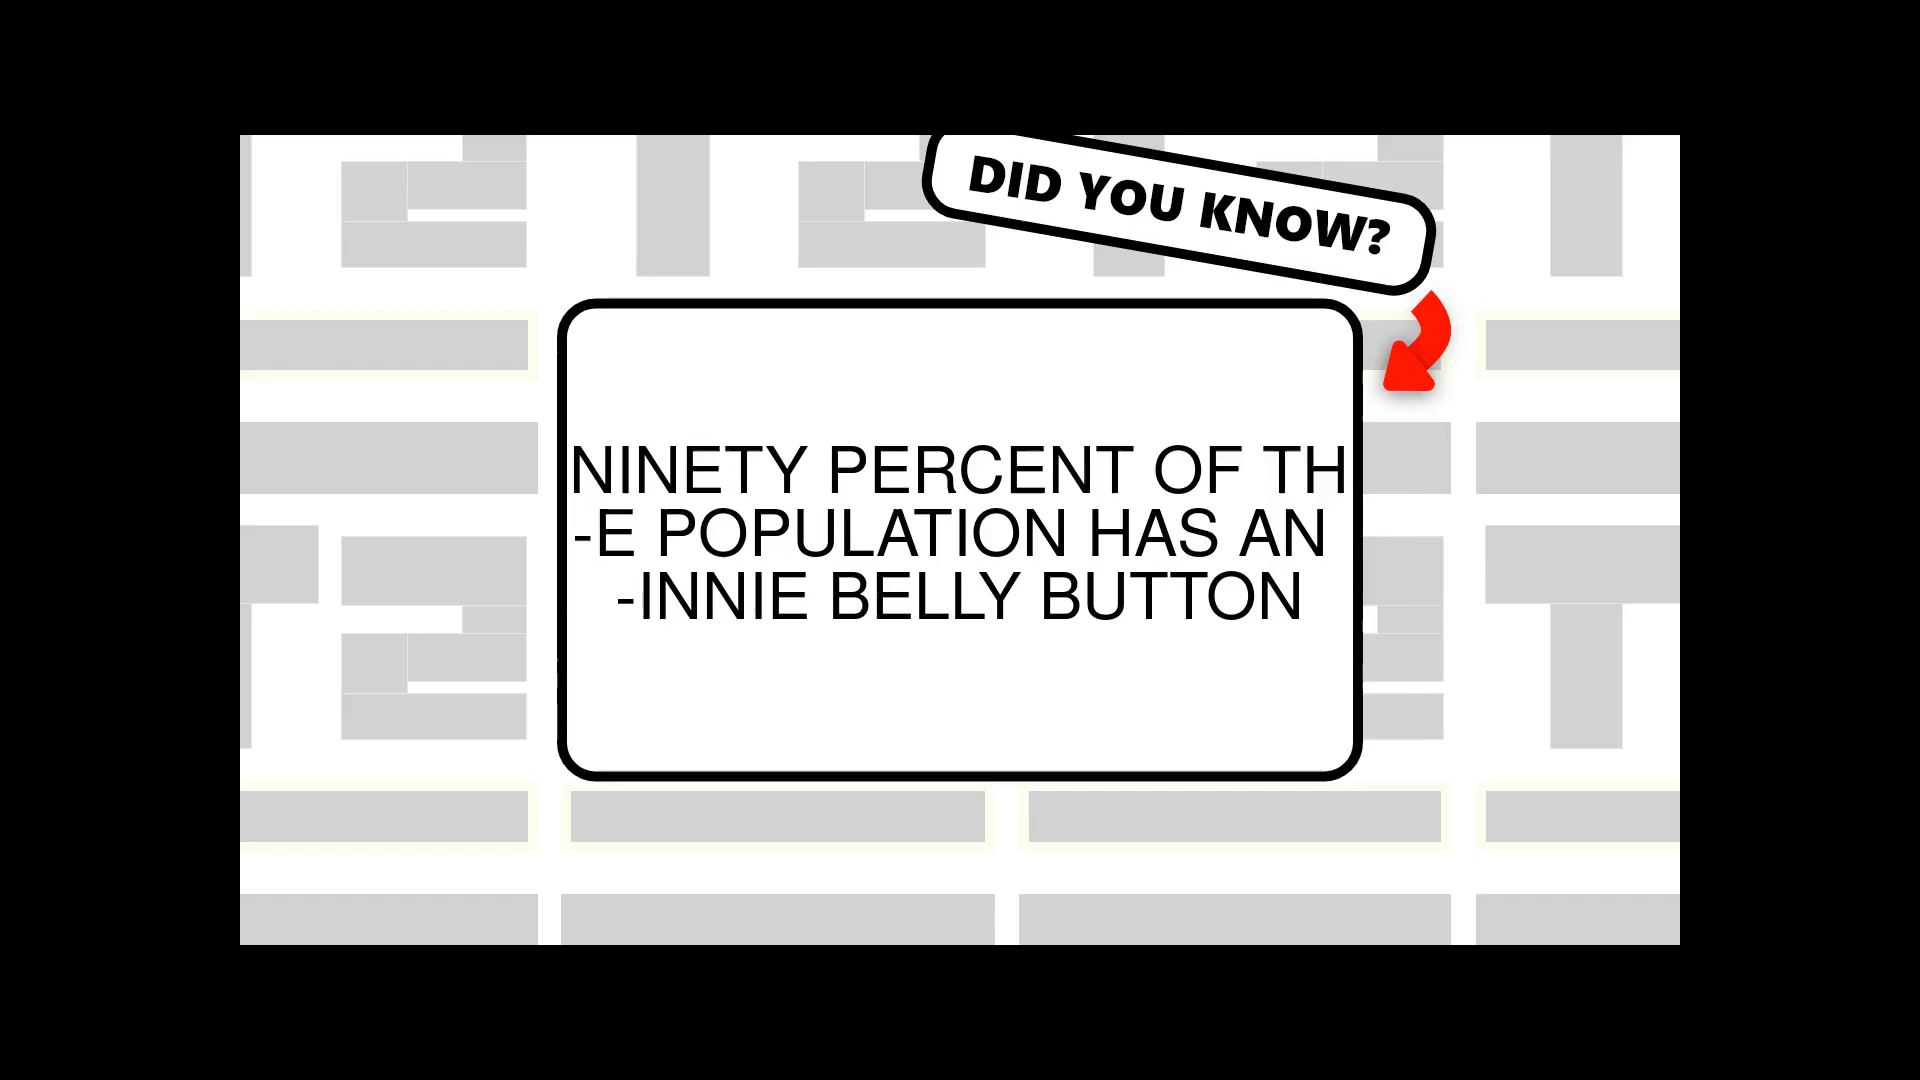 DID YOU KNOW?
NINETY PERCENT OF TH
-E POPULATION HAS AN
-INNIE BELLY BUTTON